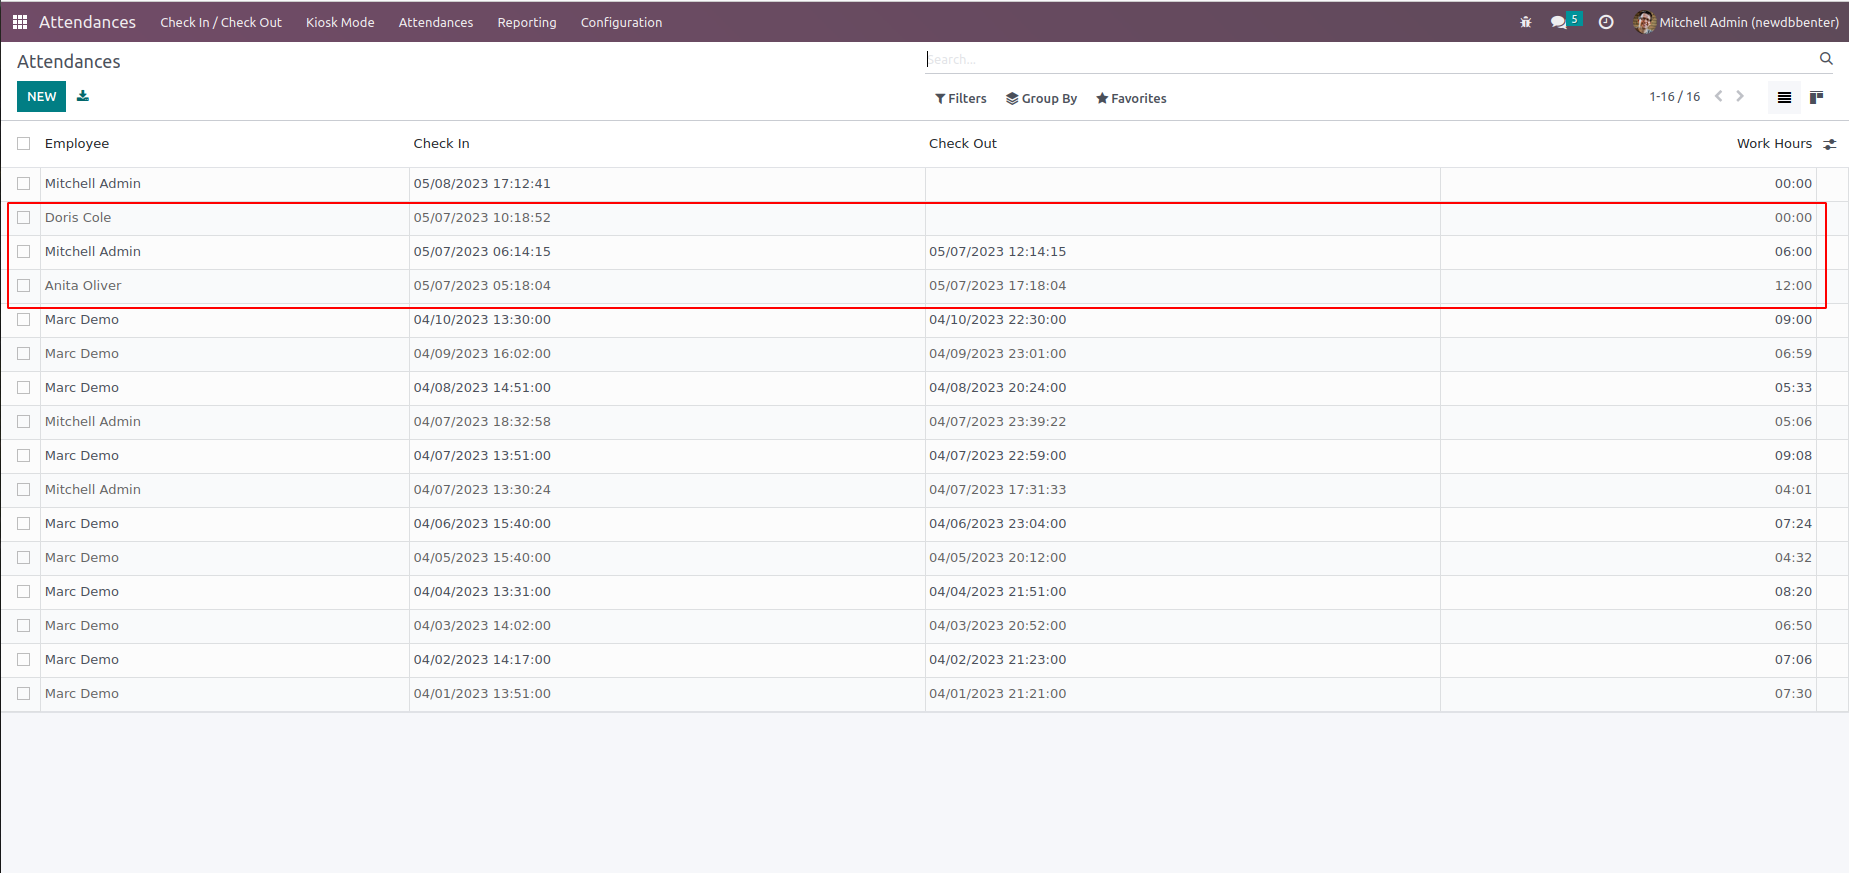 Attendances Check In / Check Out Kiosk Mode Attendances Reporting Configuration 5 Mitchell Admin (newdbbenter)
Attendances Search...
NEW Filters Group By Favorites 1-16 / 16
Employee Check In Check Out Work Hours
Mitchell Admin 05/08/2023 17:12:41 00:00
Doris Cole 05/07/2023 10:18:52 00:00
Mitchell Admin 05/07/2023 06:14:15 05/07/2023 12:14:15 06:00
Anita Oliver 05/07/2023 05:18:04 05/07/2023 17:18:04 12:00
Marc Demo 04/10/2023 13:30:00 04/10/2023 22:30:00 09:00
Marc Demo 04/09/2023 16:02:00 04/09/2023 23:01:00 06:59
Marc Demo 04/08/2023 14:51:00 04/08/2023 20:24:00 05:33
Mitchell Admin 04/07/2023 18:32:58 04/07/2023 23:39:22 05:06
Marc Demo 04/07/2023 13:51:00 04/07/2023 22:59:00 09:08
Mitchell Admin 04/07/2023 13:30:24 04/07/2023 17:31:33 04:01
Marc Demo 04/06/2023 15:40:00 04/06/2023 23:04:00 07:24
Marc Demo 04/05/2023 15:40:00 04/05/2023 20:12:00 04:32
Marc Demo 04/04/2023 13:31:00 04/04/2023 21:51:00 08:20
Marc Demo 04/03/2023 14:02:00 04/03/2023 20:52:00 06:50
Marc Demo 04/02/2023 14:17:00 04/02/2023 21:23:00 07:06
Marc Demo 04/01/2023 13:51:00 04/01/2023 21:21:00 07:30